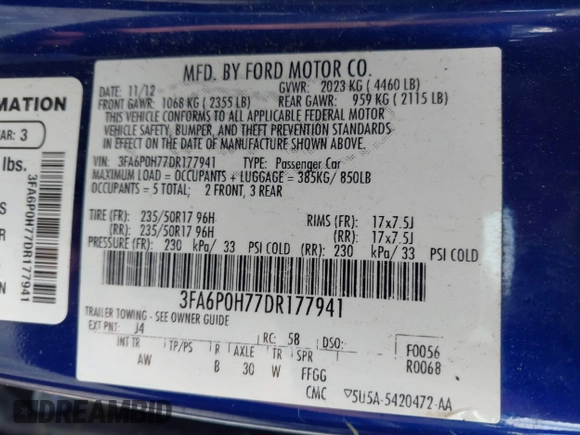 MFD. BY FORD MOTOR CO.
DATE: 11/12 GVWR: 2023 KG ( 4460 LB)
FRONT GAWR: 1068 KG ( 2355 LB) REAR GAWR: 959 KG ( 2115 LB)
THIS VEHICLE CONFORMS TO ALL APPLICABLE FEDERAL MOTOR
VEHICLE SAFETY, BUMPER, AND THEFT PREVENTION STANDARDS
IN EFFECT ON THE DATE OF MANUFACTURE SHOWN ABOVE.
VIN: 3FA6P0H77DR177941 TYPE: Passenger Car
MAXIMUM LOAD = OCCUPANTS + LUGGAGE = 385KG/ 850LB
OCCUPANTS = 5 TOTAL; 2 FRONT, 3 REAR
TIRE (FR): 235/50R17 96H RIMS (FR): 17x7.5J
(RR): 235/50R17 96H (RR): 17x7.5J
PRESSURE (FR): 230 kPa/ 33 PSI COLD (RR): 230 kPa/ 33 PSI COLD
3FA6P0H77DR177941
TRAILER TOWING - SEE OWNER GUIDE
EXT PNT: J4 RC: 58 DSO: F0056
R0068
INT TR TP/PS R AXLE TR SPR
AW B 30 W FFGG
CMC 5U5A-5420472-AA
RMATION
EAR: 3
lbs.
3FA6P0H77DR177941
DREAMBID